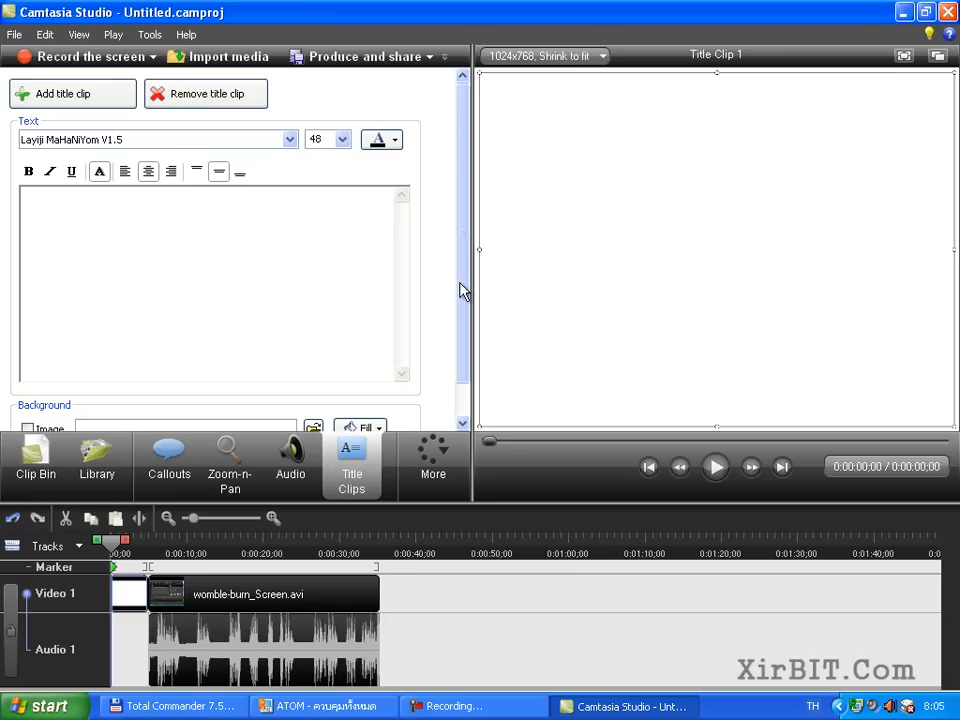 Camtasia Studio - Untitled.camproj
File Edit View Play Tools Help
Record the screen Import media Produce and share
1024x768, Shrink to fit
Title Clip 1
Add title clip
Remove title clip
Text
Layiji MaHaNiYom V1.5
48
A
B I U A
Background
Image
Fill
Clip Bin
Library
Callouts
Zoom-n-Pan
Audio
A=
Title Clips
More
0:00:00;00 / 0:00:00;00
Tracks
0:00:10;00 0:00:20;00 0:00:30;00 0:00:40;00 0:00:50;00 0:01:00;00 0:01:10;00 0:01:20;00 0:01:30;00 0:01:40;00
Marker
Video 1
womble-burn_Screen.avi
Audio 1
XirBIT.Com
start
Total Commander 7.5...
ATOM - ควบคุมทั้งหมด
Recording...
Camtasia Studio - Unt...
TH
8:05